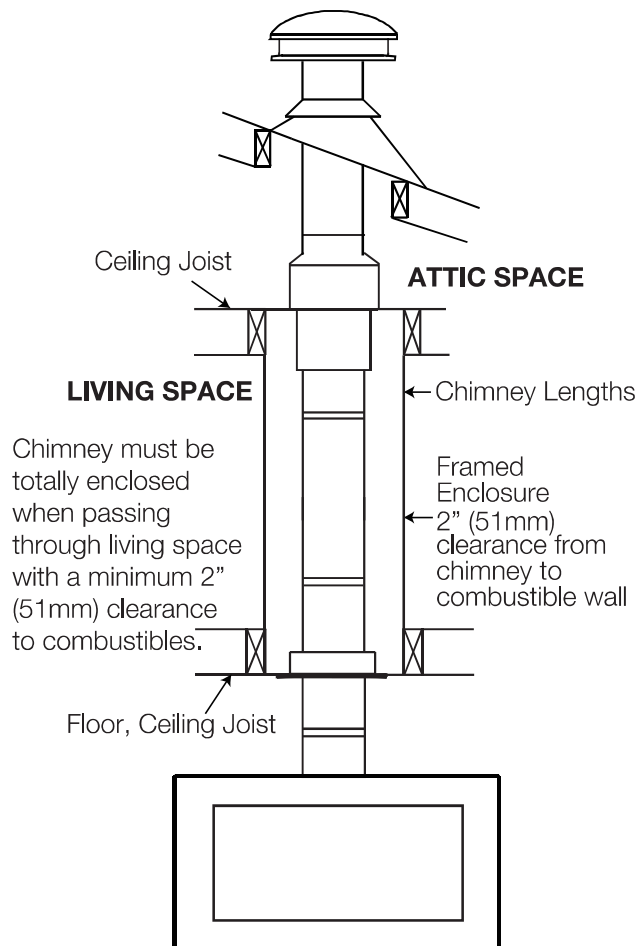 Ceiling Joist
ATTIC SPACE
LIVING SPACE
Chimney Lengths
Chimney must be
totally enclosed
when passing
through living space
with a minimum 2”
(51mm) clearance
to combustibles.
Framed
Enclosure
2” (51mm)
clearance from
chimney to
combustible wall
Floor, Ceiling Joist